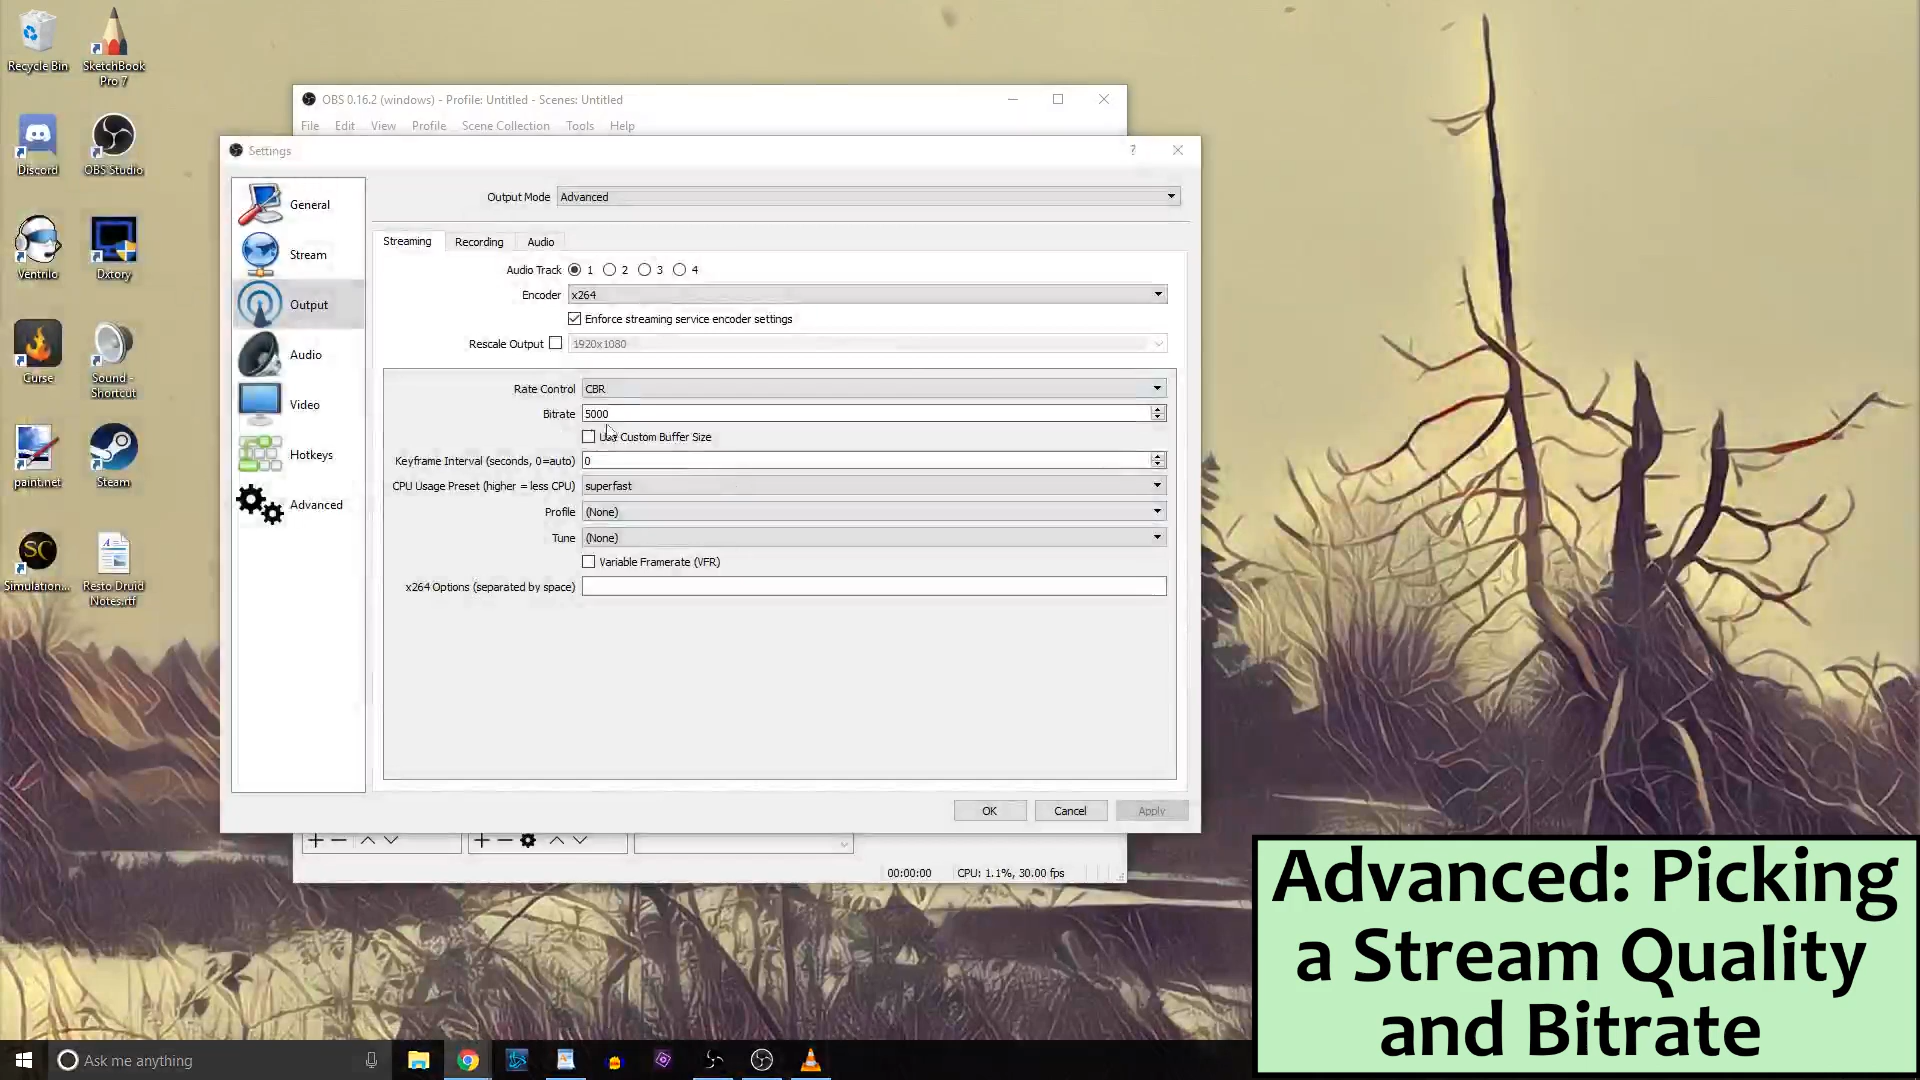 Recycle Bin
SketchBook
Pro 7
Discord
OBS Studio
Ventrilo
Dxtory
Curse
Sound -
Shortcut
paint.net
Steam
Simulation...
Resto Druid
Notes.rtf
OBS 0.16.2 (windows) - Profile: Untitled - Scenes: Untitled
File Edit View Profile Scene Collection Tools Help
Settings
?
General
Stream
Output
Audio
Video
Hotkeys
Advanced
Output Mode Advanced
Streaming Recording Audio
Audio Track 1 2 3 4
Encoder x264
Enforce streaming service encoder settings
Rescale Output 1920x1080
Rate Control CBR
Bitrate 5000
Use Custom Buffer Size
Keyframe Interval (seconds, 0=auto) 0
CPU Usage Preset (higher = less CPU) superfast
Profile (None)
Tune (None)
Variable Framerate (VFR)
x264 Options (separated by space)
OK Cancel Apply
00:00:00 CPU: 1.1%, 30.00 fps
Advanced: Picking
a Stream Quality
and Bitrate
Ask me anything